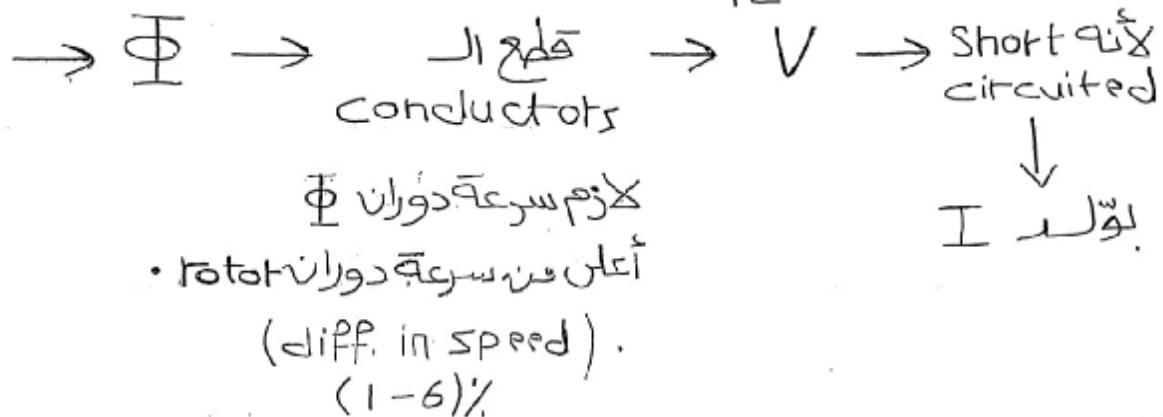 → Φ → قطع الـ → V → لأنه Short
conductors
circuited
↓
لازم سرعة دوران Φ
بولّد I
أعلى من سرعة دوران rotor.
(diff. in speed).
(1-6)%